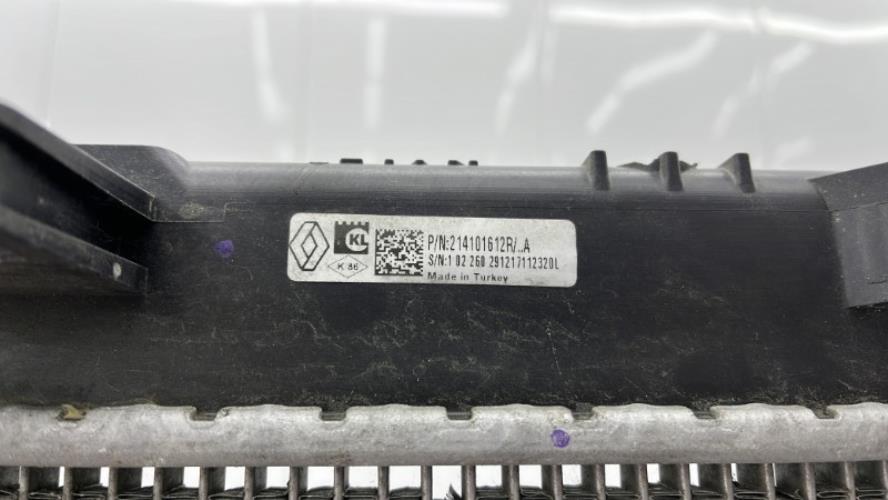 KL
K 86
P/N:214101612R/..A
S/N:1 02 260 291217112320L
Made in Turkey